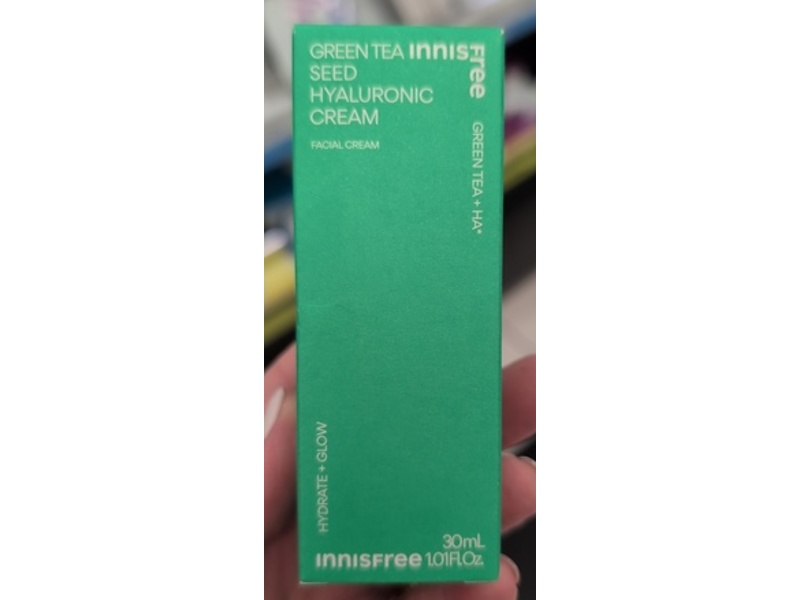 GREEN TEA
SEED
HYALURONIC
CREAM
FACIAL CREAM
innisfree
GREEN TEA + HA*
HYDRATE + GLOW
30mL
innisfree 1.01Fl.Oz.